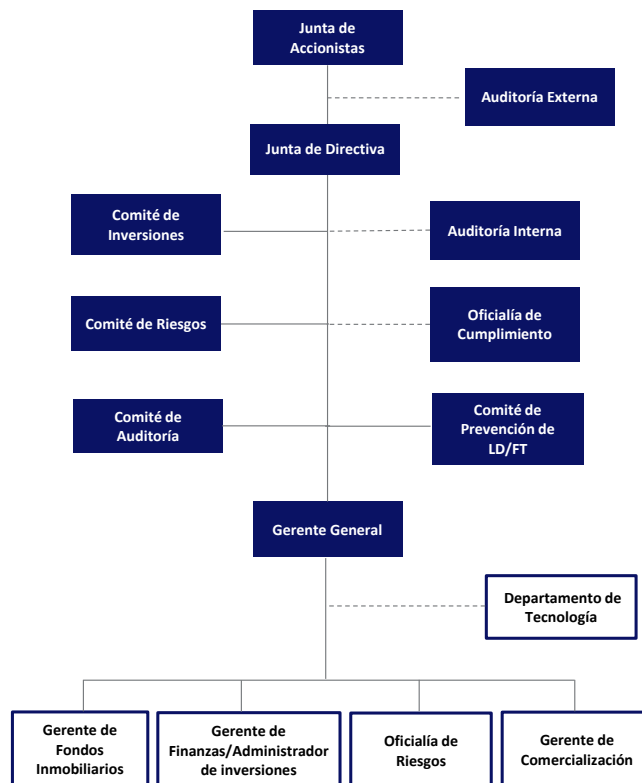 Junta de
Accionistas
Auditoría Externa
Junta de Directiva
Comité de
Inversiones
Auditoría Interna
Comité de Riesgos
Oficialía de
Cumplimiento
Comité de
Auditoría
Comité de
Prevención de
LD/FT
Gerente General
Departamento de
Tecnología
Gerente de
Fondos
Inmobiliarios
Gerente de
Finanzas/Administrador
de inversiones
Oficialía de
Riesgos
Gerente de
Comercialización